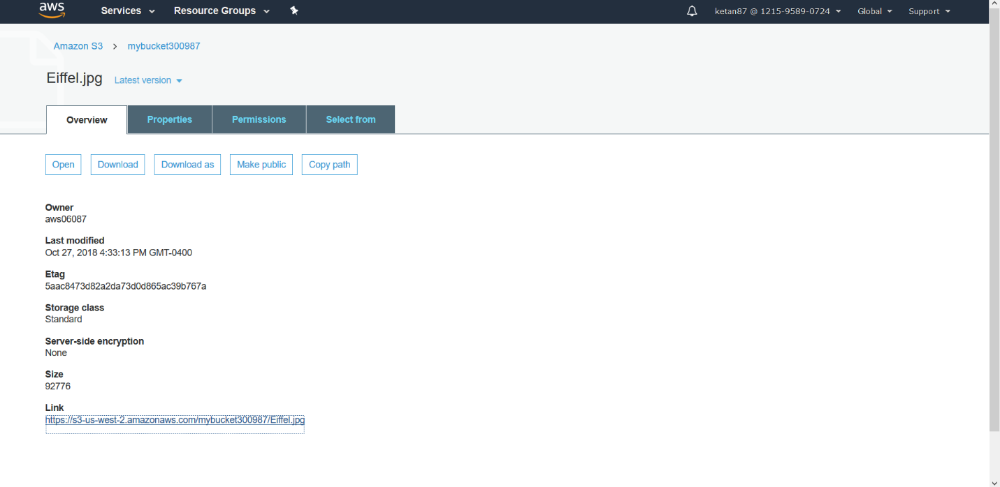 aws Services Resource Groups ketan87 @ 1215-9589-0724 Global Support
Amazon S3 > mybucket300987
Eiffel.jpg Latest version
Overview Properties Permissions Select from
Open Download Download as Make public Copy path
Owner
aws06087
Last modified
Oct 27, 2018 4:33:13 PM GMT-0400
Etag
5aac8473d82a2da73d0d865ac39b767a
Storage class
Standard
Server-side encryption
None
Size
92776
Link
https://s3-us-west-2.amazonaws.com/mybucket300987/Eiffel.jpg